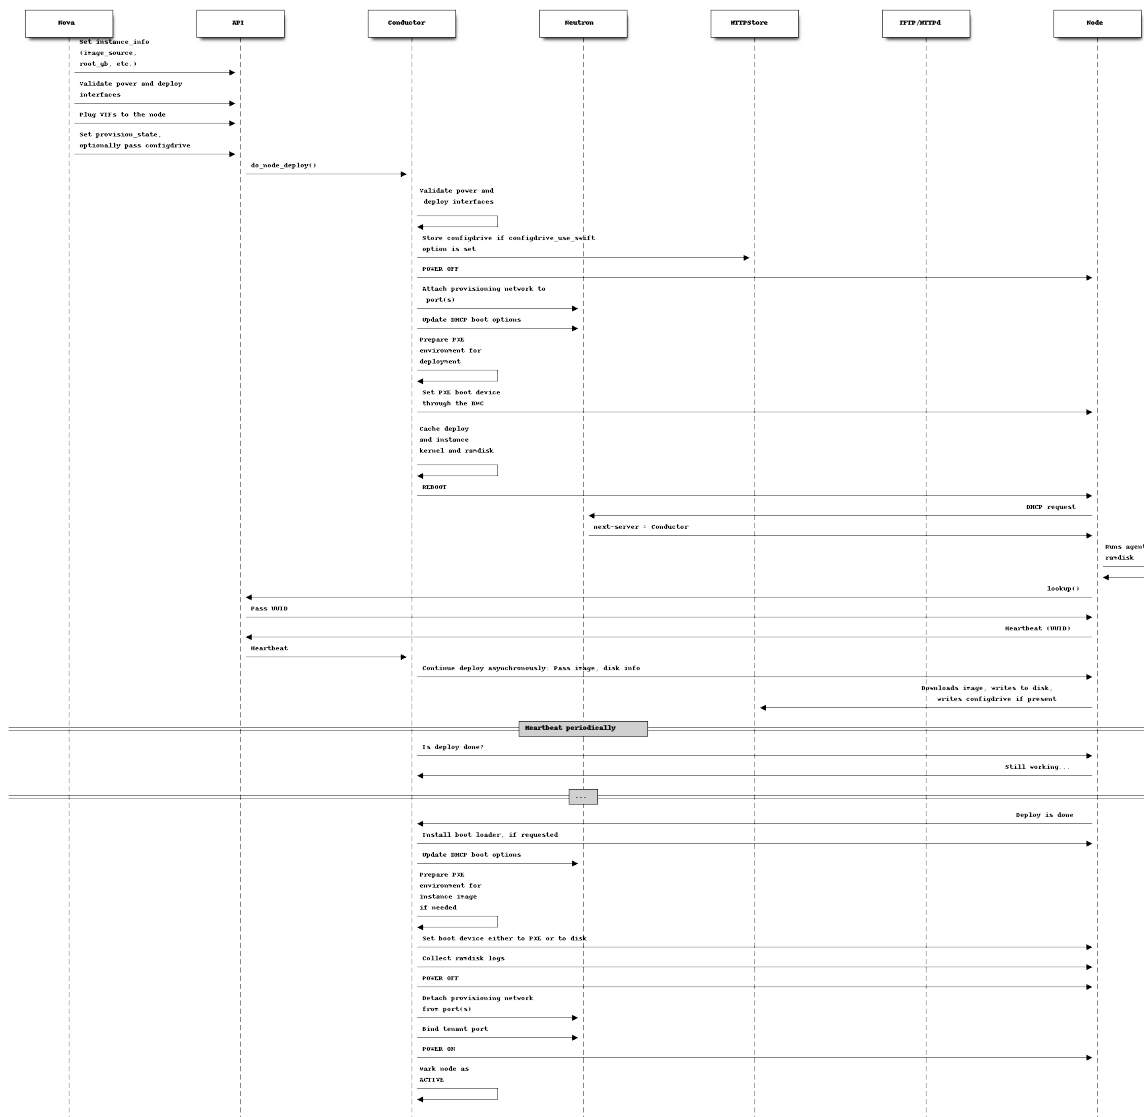 Nova
API
Conductor
Neutron
HTTPStore
TFTP/HTTPd
Node
Set instance_info
(image_source,
root_gb, etc.)
Validate power and deploy
interfaces
Plug VIFs to the node
Set provision_state,
optionally pass configdrive
do_node_deploy()
Validate power and
deploy interfaces
Store configdrive if configdrive_use_swift
option is set
POWER OFF
Attach provisioning network to
port(s)
Update DHCP boot options
Prepare PXE
environment for
deployment
Set PXE boot device
through the BMC
Cache deploy
and instance
kernel and ramdisk
REBOOT
DHCP request
next-server = Conductor
Runs agent
ramdisk
lookup()
Pass UUID
Heartbeat (UUID)
Heartbeat
Continue deploy asynchronously: Pass image, disk info
Downloads image, writes to disk,
writes configdrive if present
Heartbeat periodically
Is deploy done?
Still working...
...
Deploy is done
Install boot loader, if requested
Update DHCP boot options
Prepare PXE
environment for
instance image
if needed
Set boot device either to PXE or to disk
Collect ramdisk logs
POWER OFF
Detach provisioning network
from port(s)
Bind tenant port
POWER ON
Mark node as
ACTIVE